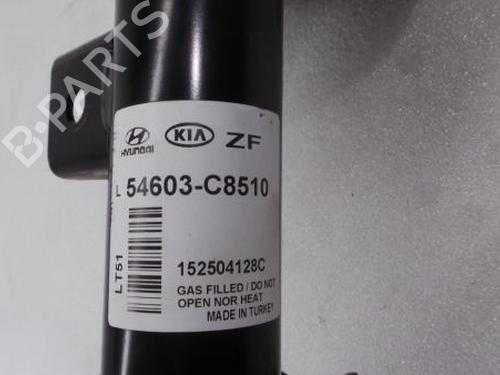 B-PARTS
HYUNDAI KIA ZF
L 54603-C8510
LT51
152504128C
GAS FILLED / DO NOT
OPEN NOR HEAT
MADE IN TURKEY